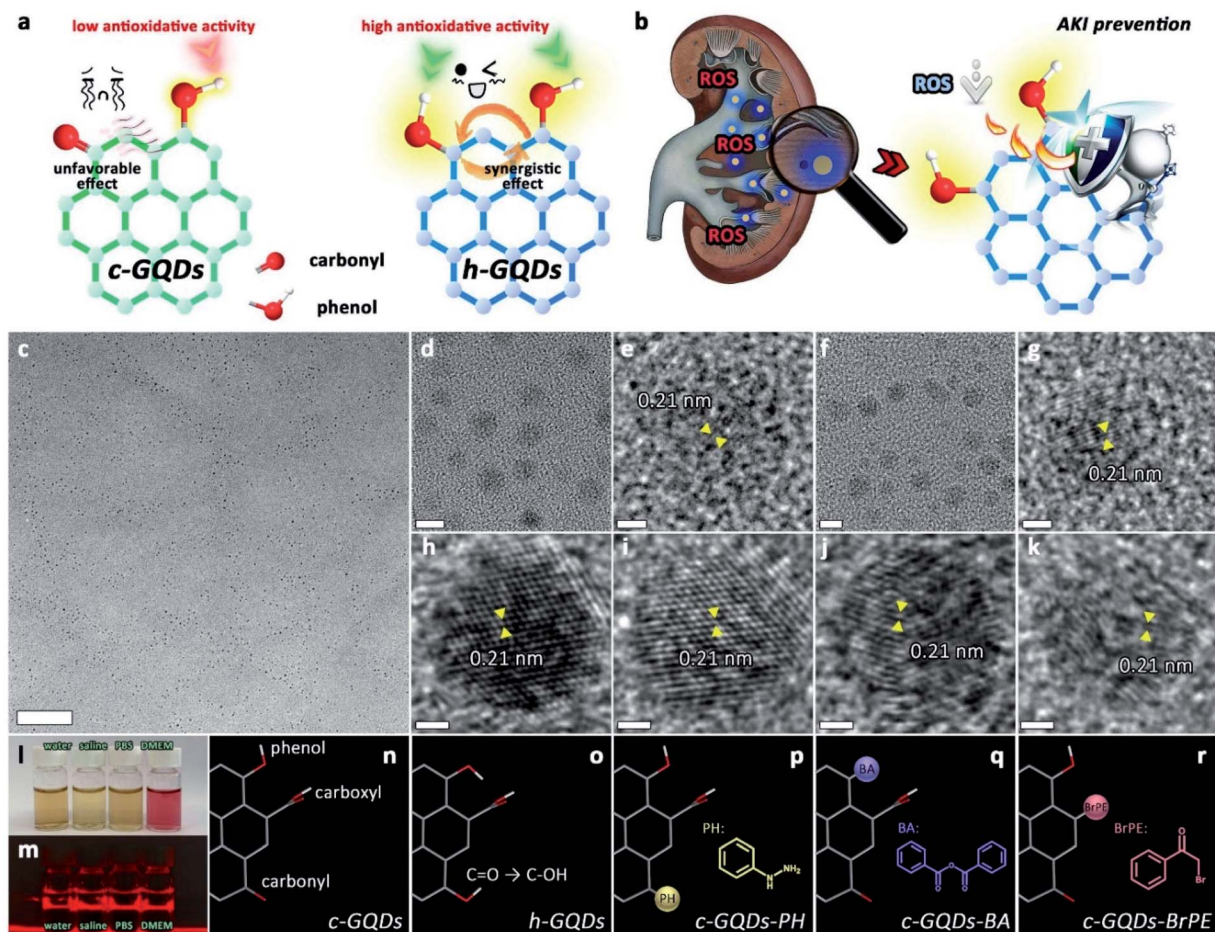 a
low antioxidative activity
high antioxidative activity
unfavorable
effect
synergistic
effect
c-GQDs
h-GQDs
carbonyl
phenol
b
AKI prevention
ROS
ROS
ROS
ROS
c
d
e
0.21 nm
f
g
0.21 nm
h
0.21 nm
i
0.21 nm
j
0.21 nm
k
0.21 nm
l
water saline PBS DMEM
m
water saline PBS DMEM
n
phenol
carboxyl
carbonyl
c-GQDs
o
C=O → C-OH
h-GQDs
p
PH:
H
N
NH2
PH
c-GQDs-PH
q
BA
BA:
O O O
c-GQDs-BA
r
BrPE
BrPE:
O
Br
c-GQDs-BrPE